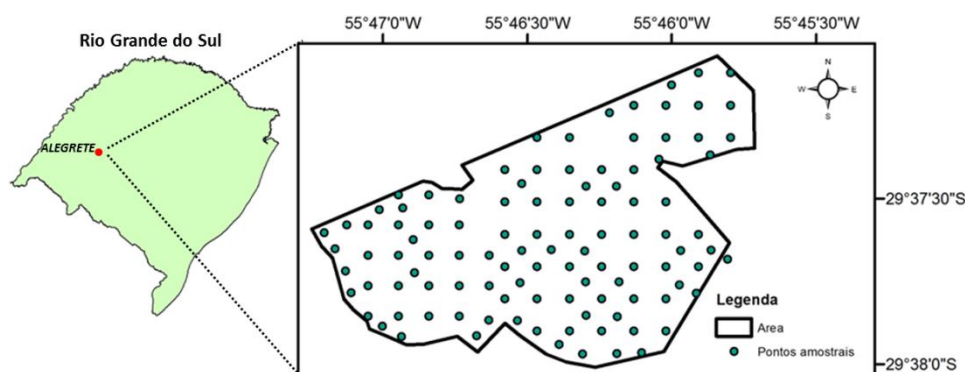 Rio Grande do Sul
ALEGRETE
55°47'0"W
55°46'30"W
55°46'0"W
55°45'30"W
N
W
E
S
29°37'30"S
29°38'0"S
Legenda
Area
Pontos amostrais